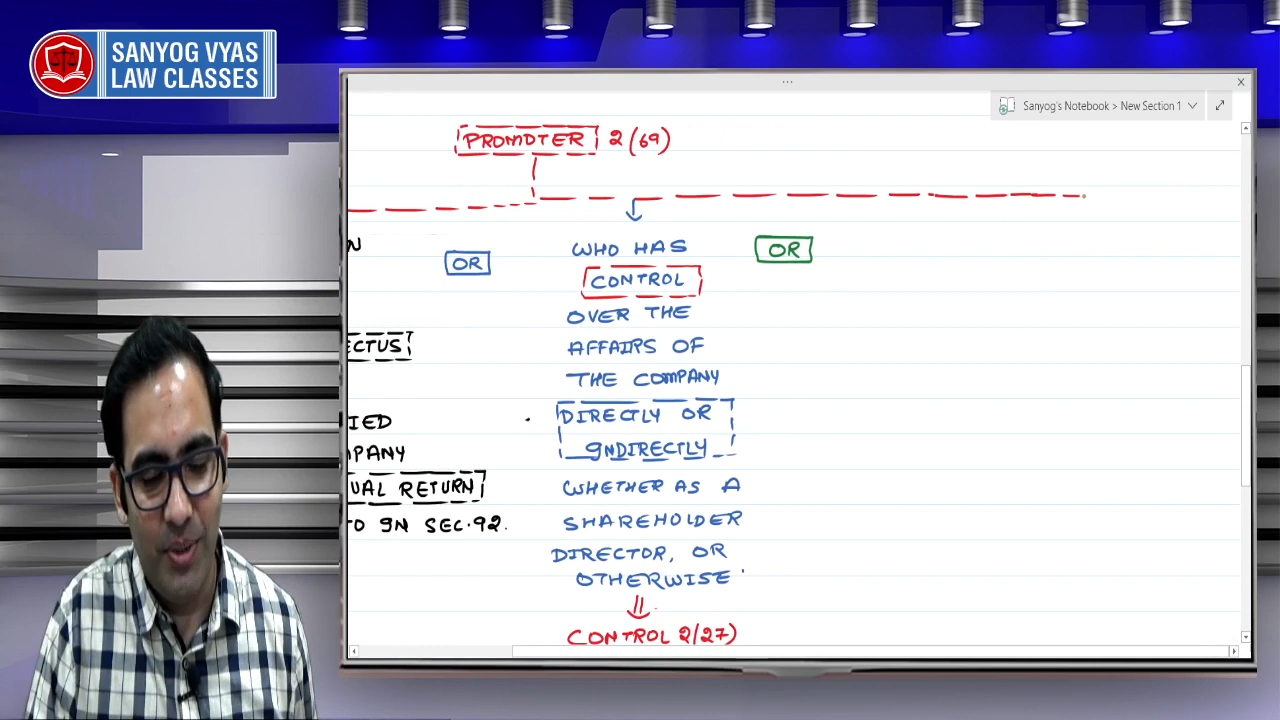 SANYOG VYAS
LAW CLASSES
Sanyog's Notebook > New Section 1
PROMOTER 2(69)
N
ECTUS
IED
MPANY
UAL RETURN
TO IN SEC.92.
OR
WHO HAS
CONTROL
OVER THE
AFFAIRS OF
THE COMPANY
DIRECTLY OR
INDIRECTLY
WHETHER AS A
SHAREHOLDER
DIRECTOR, OR
OTHERWISE
CONTROL 2(27)
OR